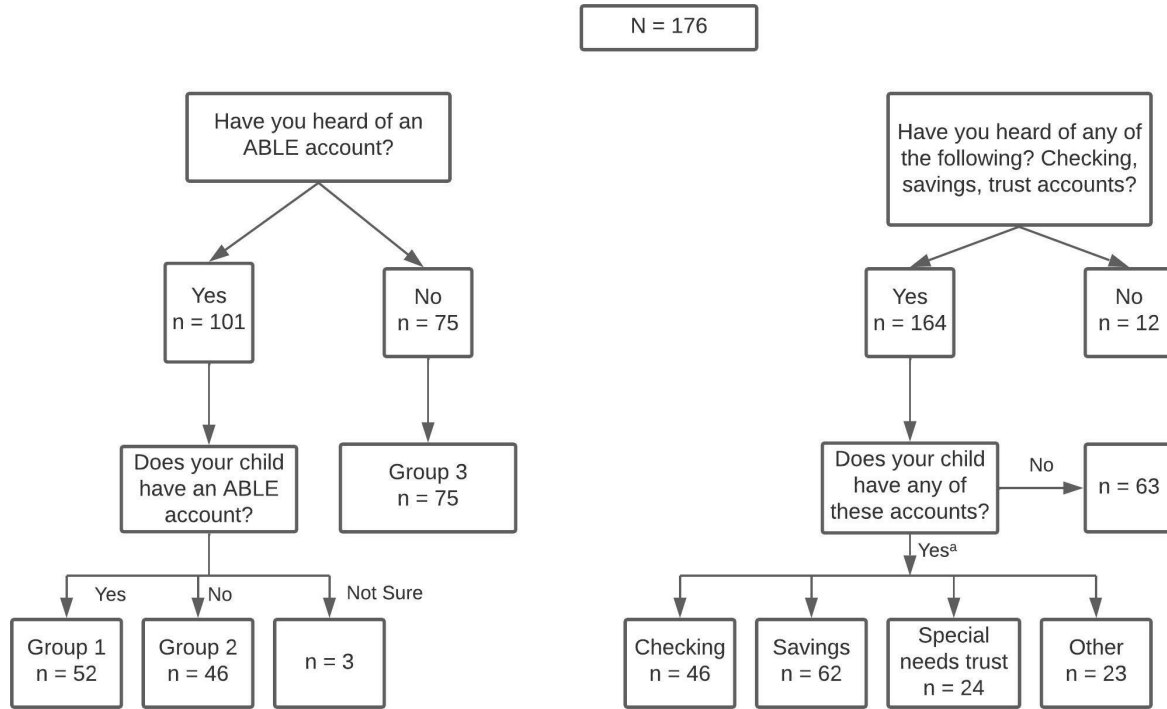 N = 176
Have you heard of an
ABLE account?
Yes
n = 101
No
n = 75
Does your child
have an ABLE
account?
Group 3
n = 75
Yes
No
Not Sure
Group 1
n = 52
Group 2
n = 46
n = 3
Have you heard of any of
the following? Checking,
savings, trust accounts?
Yes
n = 164
No
n = 12
Does your child
have any of
these accounts?
No
n = 63
Yesᵃ
Checking
n = 46
Savings
n = 62
Special
needs trust
n = 24
Other
n = 23